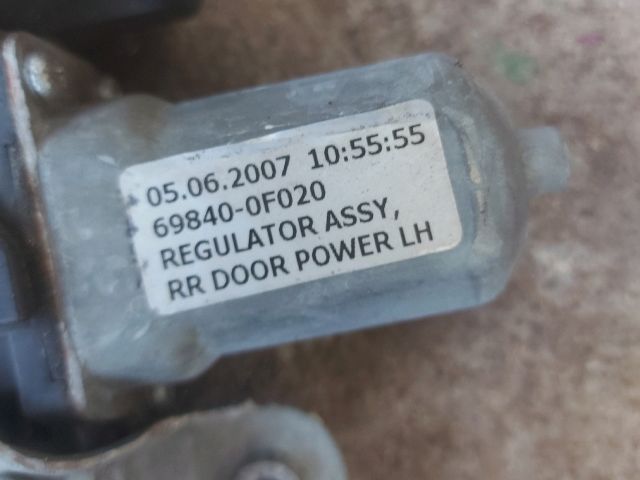 05.06.2007 10:55:55
69840-0F020
REGULATOR ASSY,
RR DOOR POWER LH